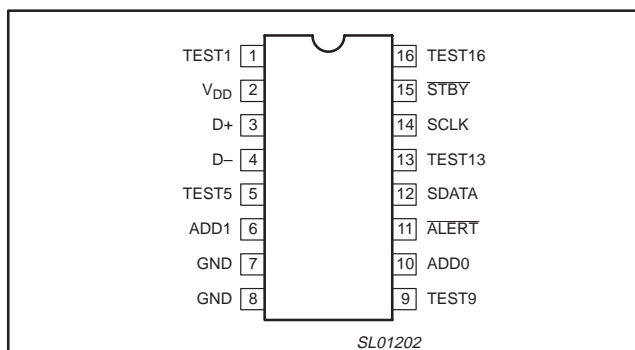 TEST1 1 16 TEST16
VDD 2 15 STBY
D+ 3 14 SCLK
D– 4 13 TEST13
TEST5 5 12 SDATA
ADD1 6 11 ALERT
GND 7 10 ADD0
GND 8 9 TEST9
SL01202